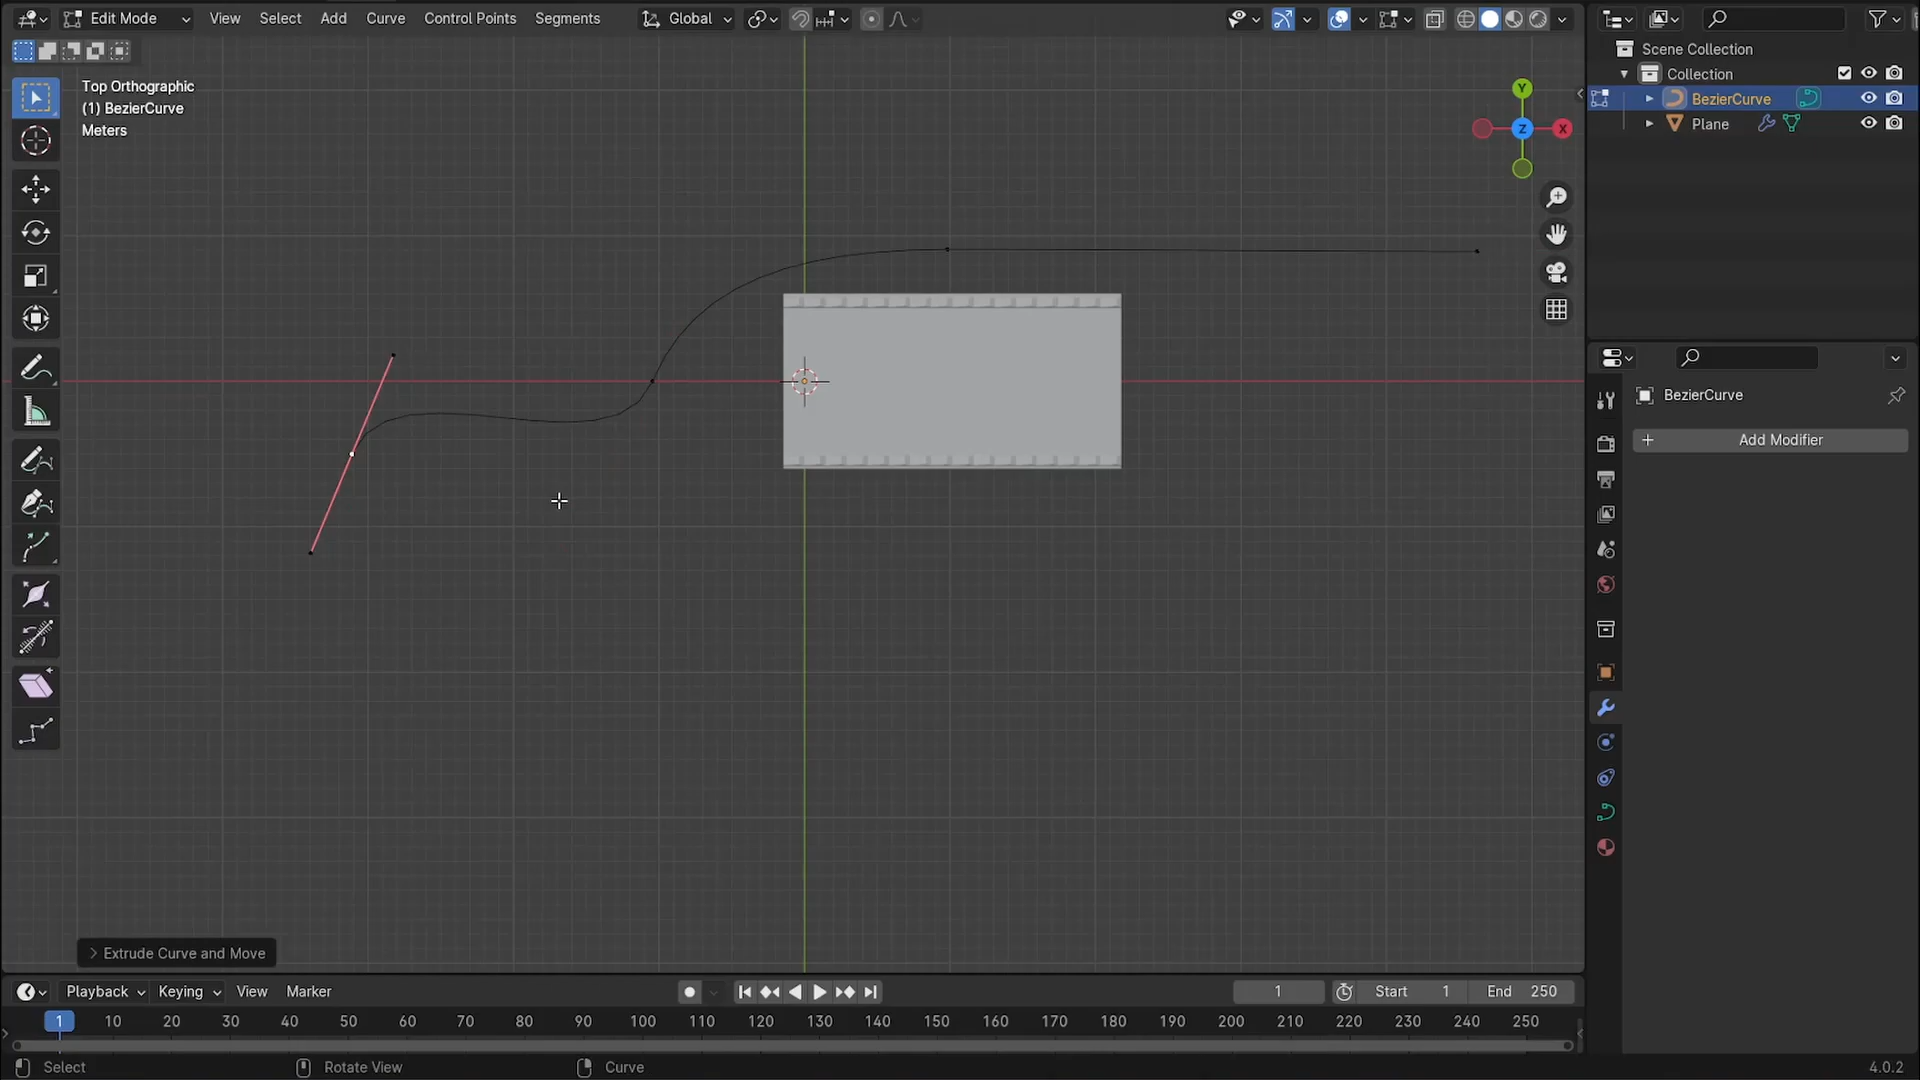 Edit Mode View Select Add Curve Control Points Segments Global
Top Orthographic
(1) BezierCurve
Meters
Y
Z X
Scene Collection
Collection
BezierCurve
Plane
BezierCurve
+ Add Modifier
> Extrude Curve and Move
Playback Keying View Marker 1 Start 1 End 250
1 10 20 30 40 50 60 70 80 90 100 110 120 130 140 150 160 170 180 190 200 210 220 230 240 250
Select Rotate View Curve 4.0.2